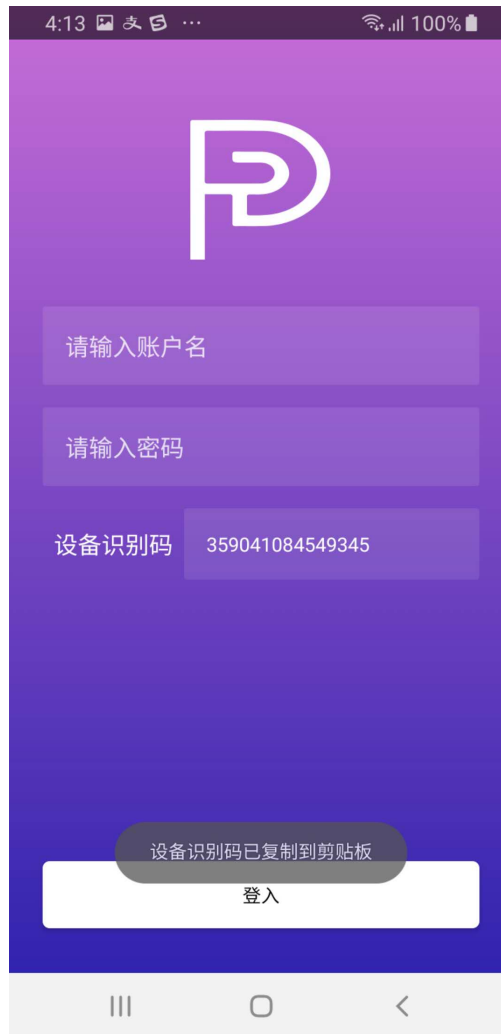 4:13 支 S ··· 100%
请输入账户名
请输入密码
设备识别码 359041084549345
设备识别码已复制到剪贴板
登入